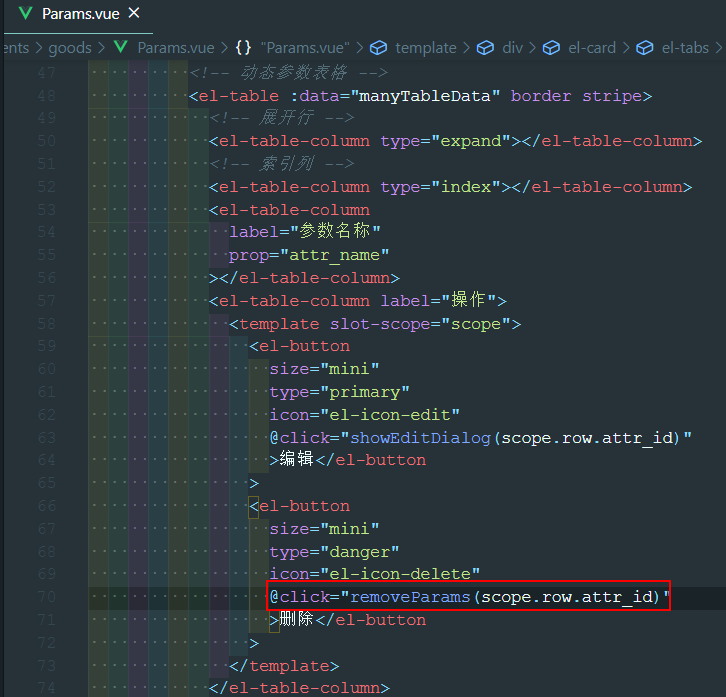 Params.vue ×
ents > goods > Params.vue > {} "Params.vue" > template > div > el-card > el-tabs >
47 <!-- 动态参数表格 -->
48 <el-table :data="manyTableData" border stripe>
49 <!-- 展开行 -->
50 <el-table-column type="expand"></el-table-column>
51 <!-- 索引列 -->
52 <el-table-column type="index"></el-table-column>
53 <el-table-column
54 label="参数名称"
55 prop="attr_name"
56 ></el-table-column>
57 <el-table-column label="操作">
58 <template slot-scope="scope">
59 <el-button
60 size="mini"
61 type="primary"
62 icon="el-icon-edit"
63 @click="showEditDialog(scope.row.attr_id)"
64 >编辑</el-button
65 >
66 <el-button
67 size="mini"
68 type="danger"
69 icon="el-icon-delete"
70 @click="removeParams(scope.row.attr_id)"
71 >删除</el-button
72 >
73 </template>
74 </el-table-column>